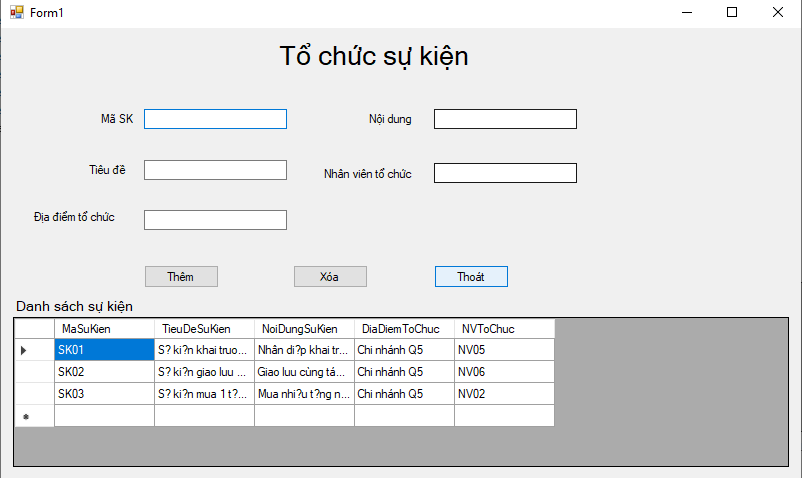 Form1
Tổ chức sự kiện
Mã SK Nội dung
Tiêu đề Nhân viên tổ chức
Địa điểm tổ chức
Thêm Xóa Thoát
Danh sách sự kiện
MaSuKien TieuDeSuKien NoiDungSuKien DiaDiemToChuc NVToChuc
SK01 S? ki?n khai truo... Nhân di?p khai tr... Chi nhánh Q5 NV05
SK02 S? ki?n giao luu ... Giao luu cùng tá... Chi nhánh Q5 NV06
SK03 S? ki?n mua 1 t?... Mua nhi?u t?ng n... Chi nhánh Q5 NV02